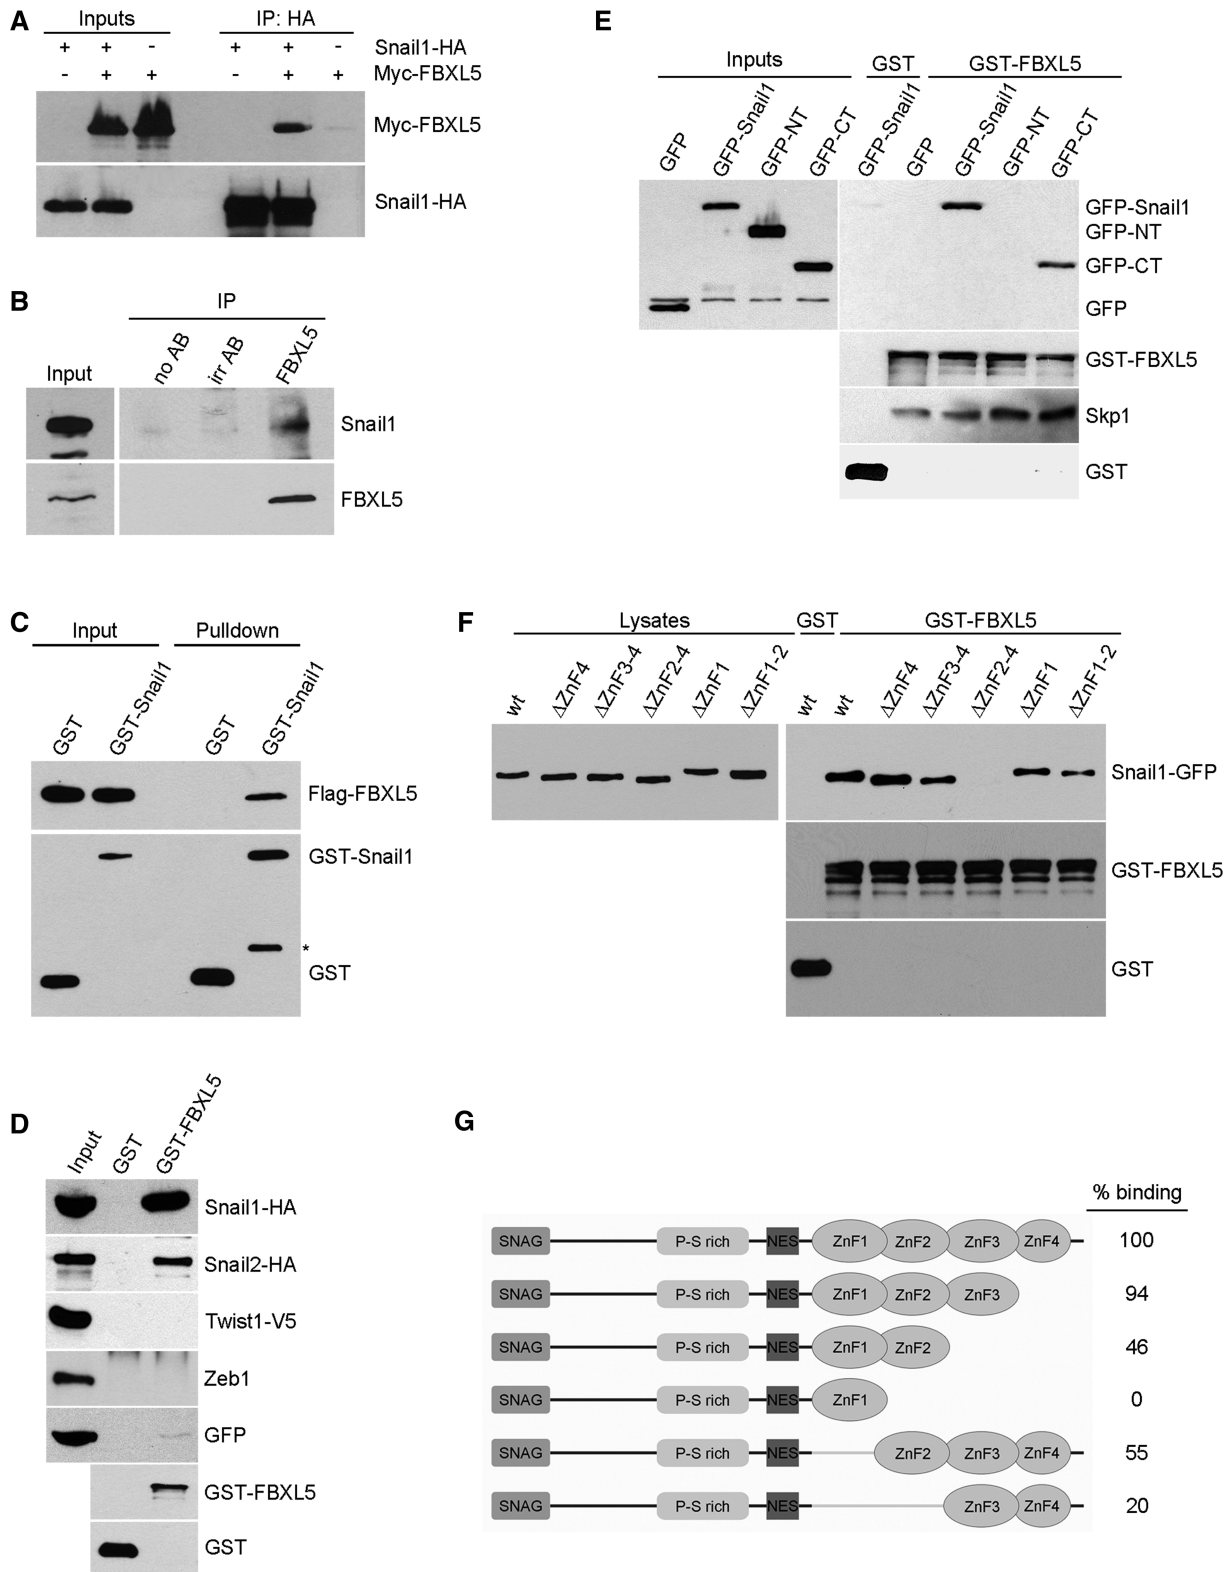 A
Inputs IP: HA
+ + - + + - Snail1-HA
- + + - + + Myc-FBXL5
Myc-FBXL5
Snail1-HA
B
IP
Input no AB irr AB FBXL5
Snail1
FBXL5
C
Input Pulldown
GST GST-Snail1 GST GST-Snail1
Flag-FBXL5
GST-Snail1
*
GST
D
Input GST GST-FBXL5
Snail1-HA
Snail2-HA
Twist1-V5
Zeb1
GFP
GST-FBXL5
GST
E
Inputs GST GST-FBXL5
GFP GFP-Snail1 GFP-NT GFP-CT GFP-Snail1 GFP GFP-Snail1 GFP-NT GFP-CT
GFP-Snail1
GFP-NT
GFP-CT
GFP
GST-FBXL5
Skp1
GST
F
Lysates GST GST-FBXL5
wt ΔZnF4 ΔZnF3-4 ΔZnF2-4 ΔZnF1 ΔZnF1-2 wt wt ΔZnF4 ΔZnF3-4 ΔZnF2-4 ΔZnF1 ΔZnF1-2
Snail1-GFP
GST-FBXL5
GST
G
% binding
SNAG P-S rich NES ZnF1 ZnF2 ZnF3 ZnF4 100
SNAG P-S rich NES ZnF1 ZnF2 ZnF3 94
SNAG P-S rich NES ZnF1 ZnF2 46
SNAG P-S rich NES ZnF1 0
SNAG P-S rich NES ZnF2 ZnF3 ZnF4 55
SNAG P-S rich NES ZnF3 ZnF4 20